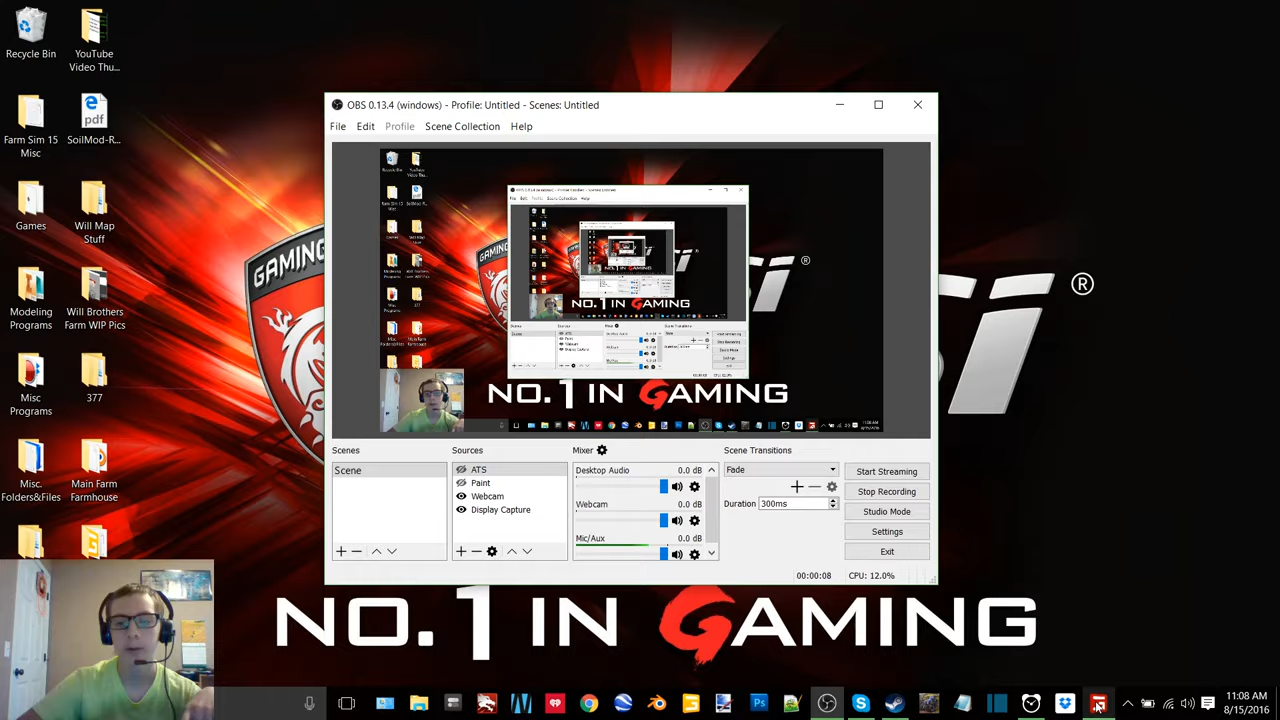 Recycle Bin
YouTube Video Thu...
Farm Sim 15 Misc
SoilMod-R...
Games
Will Map Stuff
Modeling Programs
Will Brothers Farm WIP Pics
Misc Programs
377
Misc. Folders&Files
Main Farm Farmhouse
GAMING
®
OBS 0.13.4 (windows) - Profile: Untitled - Scenes: Untitled
File Edit Profile Scene Collection Help
GAMING
®
NO.1 IN GAMING
NO.1 IN GAMING
Scenes
Scene
Sources
ATS
Paint
Webcam
Display Capture
Mixer
Desktop Audio 0.0 dB
Webcam 0.0 dB
Mic/Aux 0.0 dB
Scene Transitions
Fade
Duration 300ms
Start Streaming
Stop Recording
Studio Mode
Settings
Exit
00:00:08 CPU: 12.0%
NO.1 IN GAMING
11:08 AM
8/15/2016